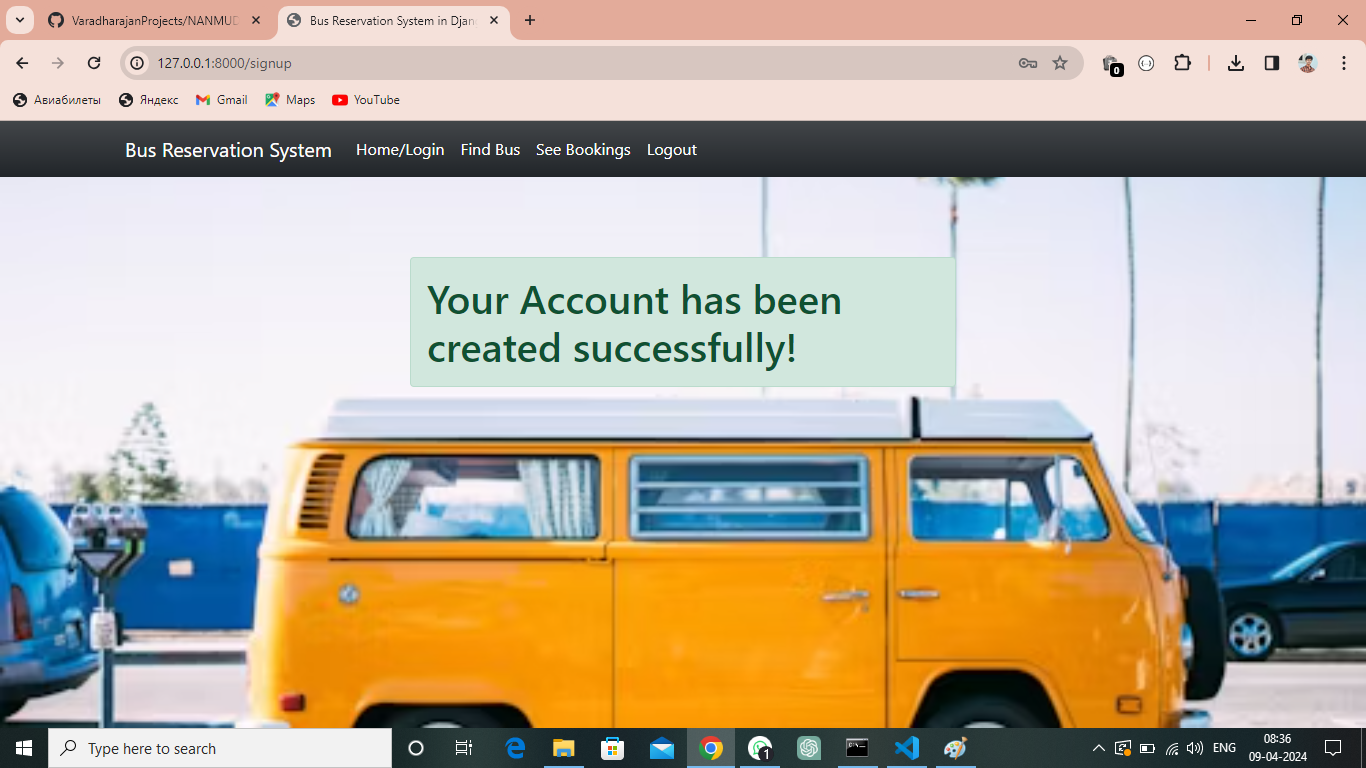 VaradharajanProjects/NANMUD
Bus Reservation System in Djan
127.0.0.1:8000/signup
0
Авиабилеты
Яндекс
Gmail
Maps
YouTube
Bus Reservation System
Home/Login
Find Bus
See Bookings
Logout
Your Account has been
created successfully!
Type here to search
1
ENG
08:36
09-04-2024